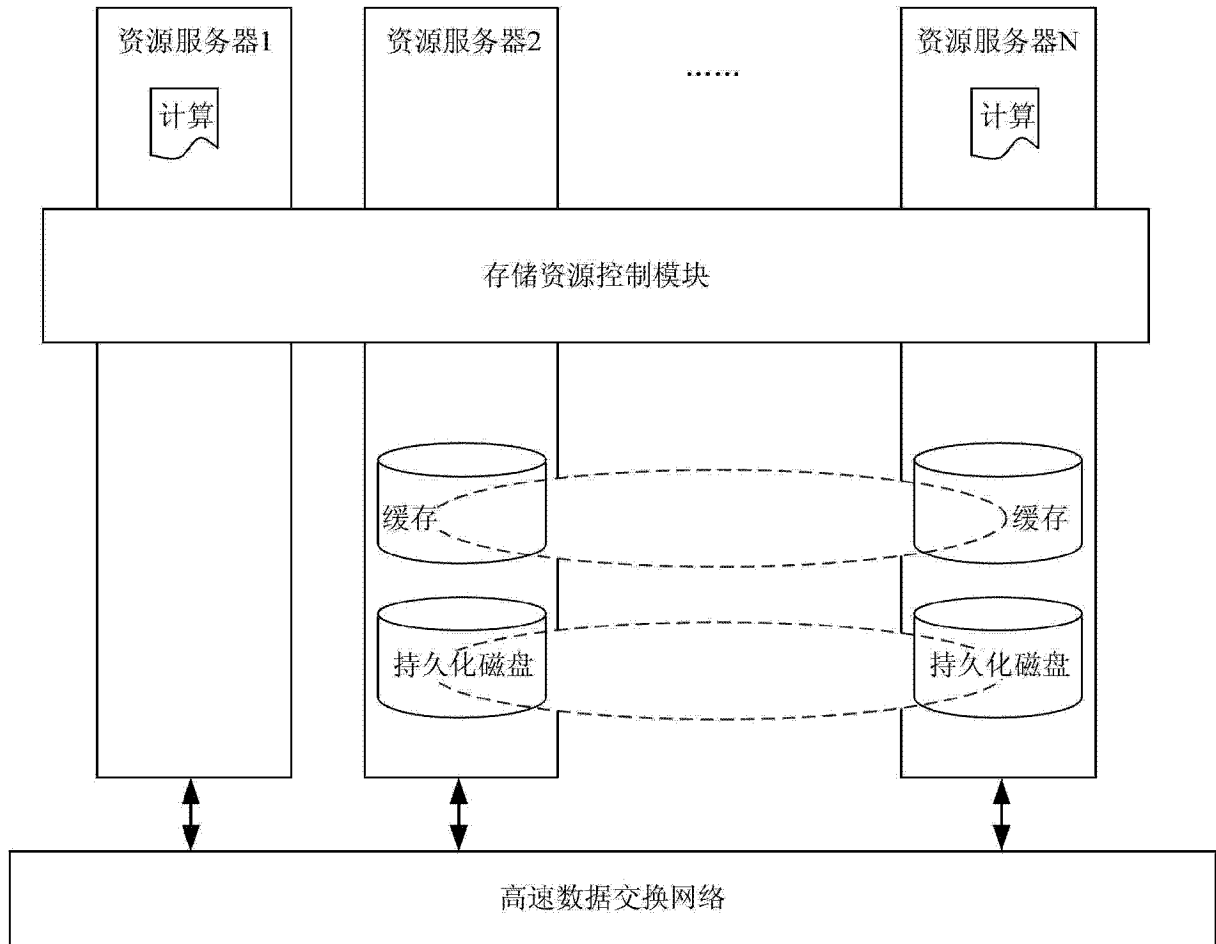 资源服务器1
资源服务器2
……
资源服务器N
计算
计算
存储资源控制模块
缓存
缓存
持久化磁盘
持久化磁盘
高速数据交换网络